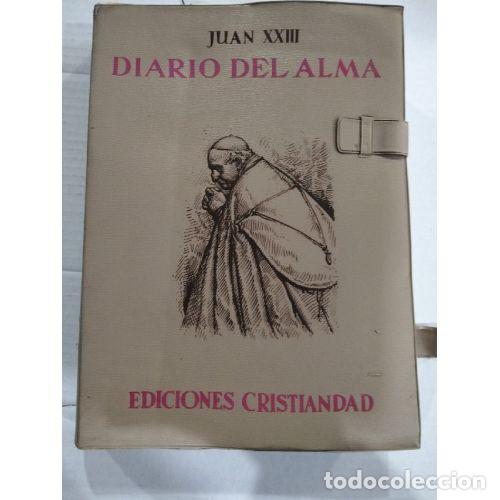 JUAN XXIII
DIARIO DEL ALMA
EDICIONES CRISTIANDAD
todocoleccion